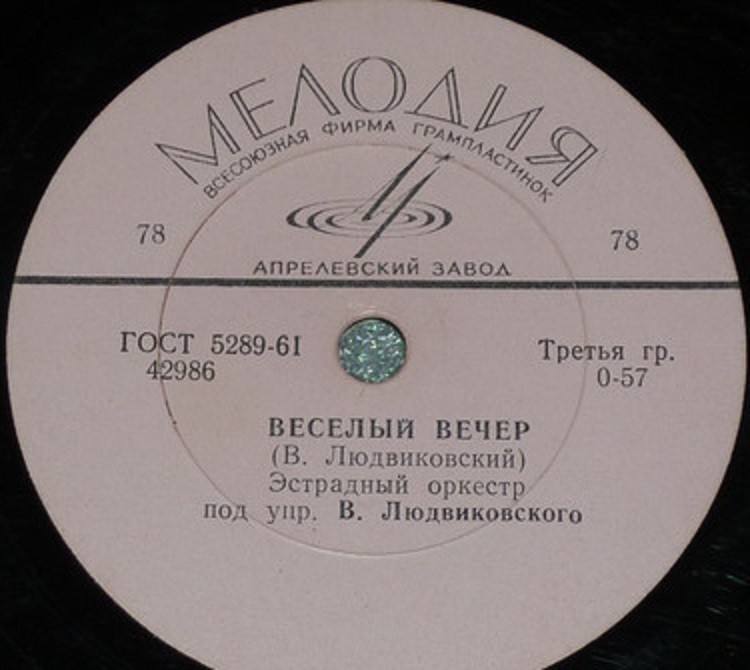 МЕЛОДИЯ
ВСЕСОЮЗНАЯ ФИРМА ГРАМПЛАСТИНОК
78
78
АПРЕЛЕВСКИЙ ЗАВОД
ГОСТ 5289-61
Третья гр.
42986
0-57
ВЕСЕЛЫЙ ВЕЧЕР
(В. Людвиковский)
Эстрадный оркестр
под упр. В. Людвиковского